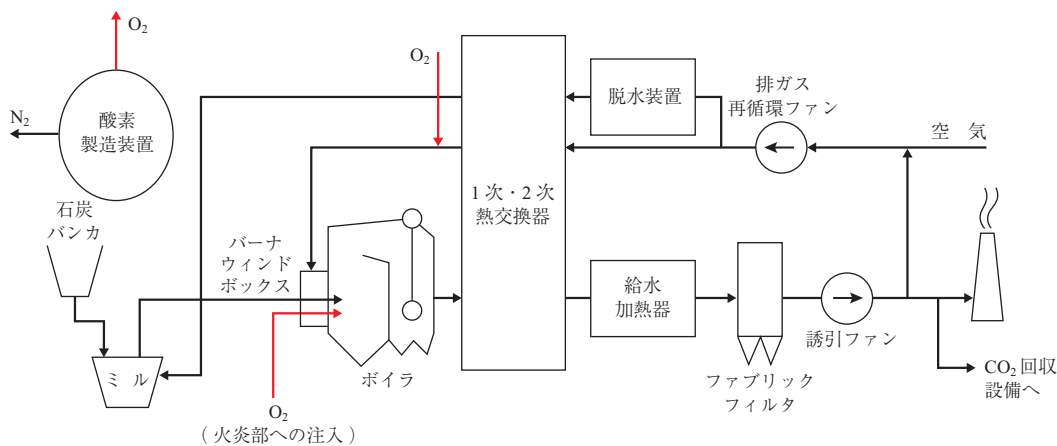 O₂
N₂
酸素
製造装置
石炭
バンカ
ミル
バーナ
ウィンド
ボックス
O₂
O₂
(火炎部への注入)
ボイラ
1次・2次
熱交換器
脱水装置
排ガス
再循環ファン
空 気
給水
加熱器
ファブリック
フィルタ
誘引ファン
CO₂回収
設備へ